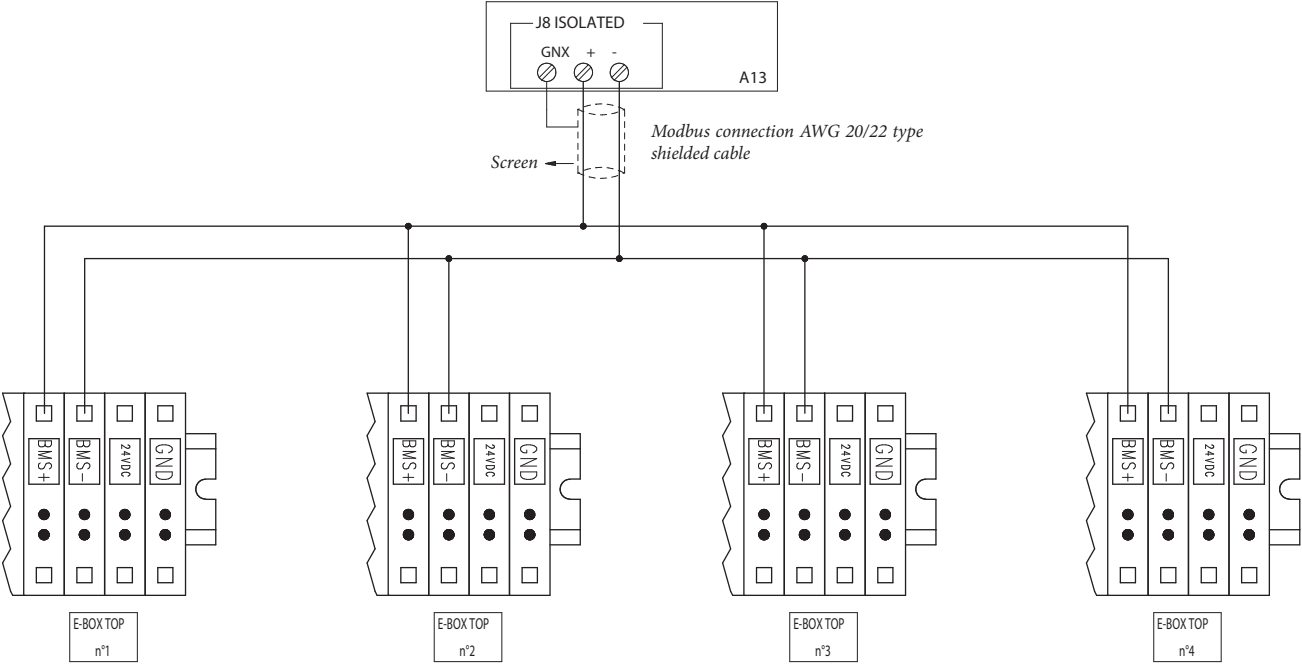 J8 ISOLATED
GNX + -
A13
Modbus connection AWG 20/22 type
shielded cable
Screen
BMS+ BMS- 24VDC GND
BMS+ BMS- 24VDC GND
BMS+ BMS- 24VDC GND
BMS+ BMS- 24VDC GND
E-BOX TOP
n°1
E-BOX TOP
n°2
E-BOX TOP
n°3
E-BOX TOP
n°4